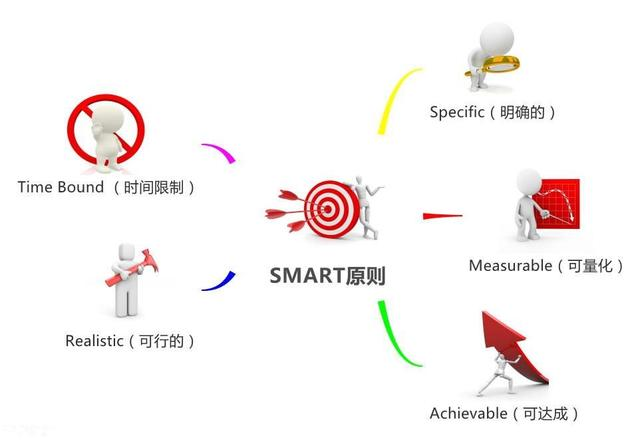 Specific（明确的）
Time Bound （时间限制）
Measurable（可量化）
SMART原则
Realistic（可行的）
Achievable（可达成）